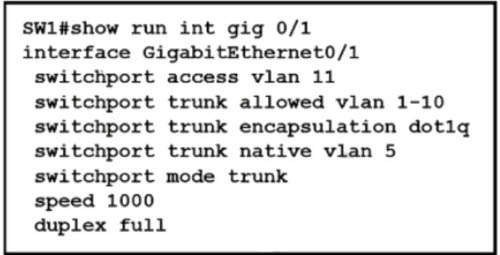 SW1#show run int gig 0/1
interface GigabitEthernet0/1
switchport access vlan 11
switchport trunk allowed vlan 1-10
switchport trunk encapsulation dot1q
switchport trunk native vlan 5
switchport mode trunk
speed 1000
duplex full